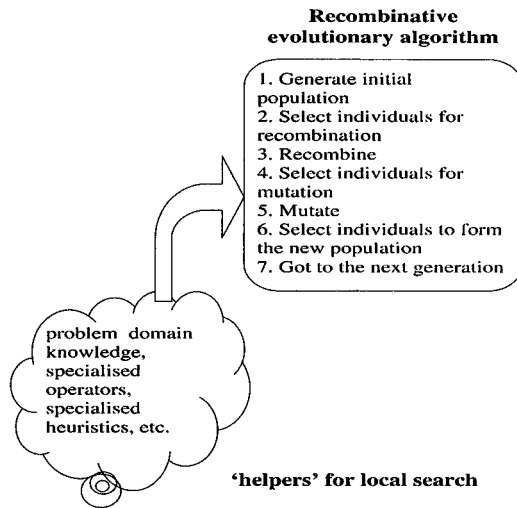 Recombinative
evolutionary algorithm
1. Generate initial
population
2. Select individuals for
recombination
3. Recombine
4. Select individuals for
mutation
5. Mutate
6. Select individuals to form
the new population
7. Got to the next generation
problem domain
knowledge,
specialised
operators,
specialised
heuristics, etc.
'helpers' for local search